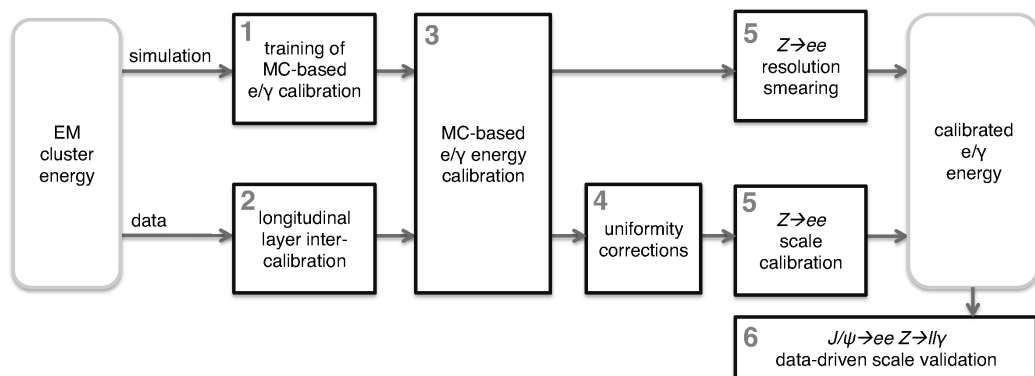 EM
cluster
energy
simulation
data
1
training of
MC-based
e/γ calibration
2
longitudinal
layer inter-
calibration
3
MC-based
e/γ energy
calibration
4
uniformity
corrections
5
Z→ee
resolution
smearing
5
Z→ee
scale
calibration
calibrated
e/γ
energy
6
J/ψ→ee Z→llγ
data-driven scale validation